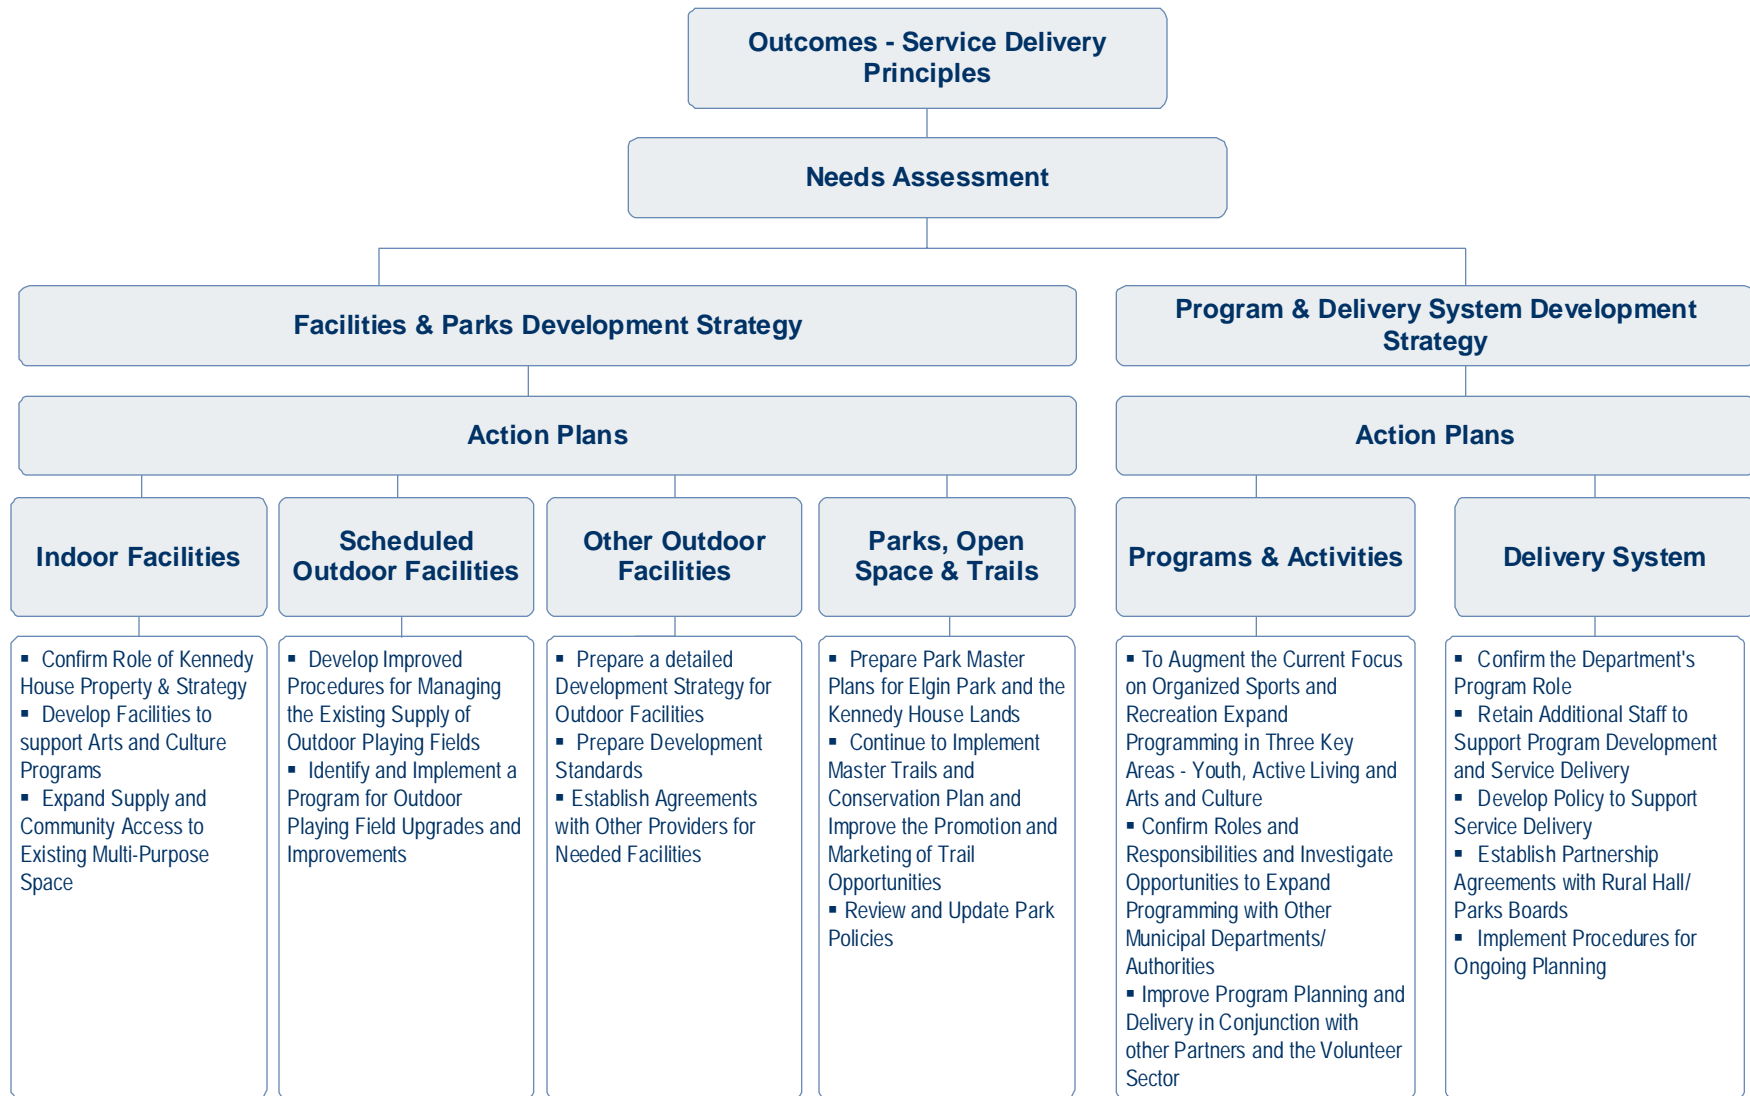 Outcomes - Service Delivery
Principles
Needs Assessment
Facilities & Parks Development Strategy
Program & Delivery System Development
Strategy
Action Plans
Action Plans
Indoor Facilities
Scheduled
Outdoor Facilities
Other Outdoor
Facilities
Parks, Open
Space & Trails
Programs & Activities
Delivery System
▪ Confirm Role of Kennedy
House Property & Strategy
▪ Develop Facilities to
support Arts and Culture
Programs
▪ Expand Supply and
Community Access to
Existing Multi-Purpose
Space
▪ Develop Improved
Procedures for Managing
the Existing Supply of
Outdoor Playing Fields
▪ Identify and Implement a
Program for Outdoor
Playing Field Upgrades and
Improvements
▪ Prepare a detailed
Development Strategy for
Outdoor Facilities
▪ Prepare Development
Standards
▪ Establish Agreements
with Other Providers for
Needed Facilities
▪ Prepare Park Master
Plans for Elgin Park and the
Kennedy House Lands
▪ Continue to Implement
Master Trails and
Conservation Plan and
Improve the Promotion and
Marketing of Trail
Opportunities
▪ Review and Update Park
Policies
▪ To Augment the Current Focus
on Organized Sports and
Recreation Expand
Programming in Three Key
Areas - Youth, Active Living and
Arts and Culture
▪ Confirm Roles and
Responsibilities and Investigate
Opportunities to Expand
Programming with Other
Municipal Departments/
Authorities
▪ Improve Program Planning and
Delivery in Conjunction with
other Partners and the Volunteer
Sector
▪ Confirm the Department's
Program Role
▪ Retain Additional Staff to
Support Program Development
and Service Delivery
▪ Develop Policy to Support
Service Delivery
▪ Establish Partnership
Agreements with Rural Hall/
Parks Boards
▪ Implement Procedures for
Ongoing Planning